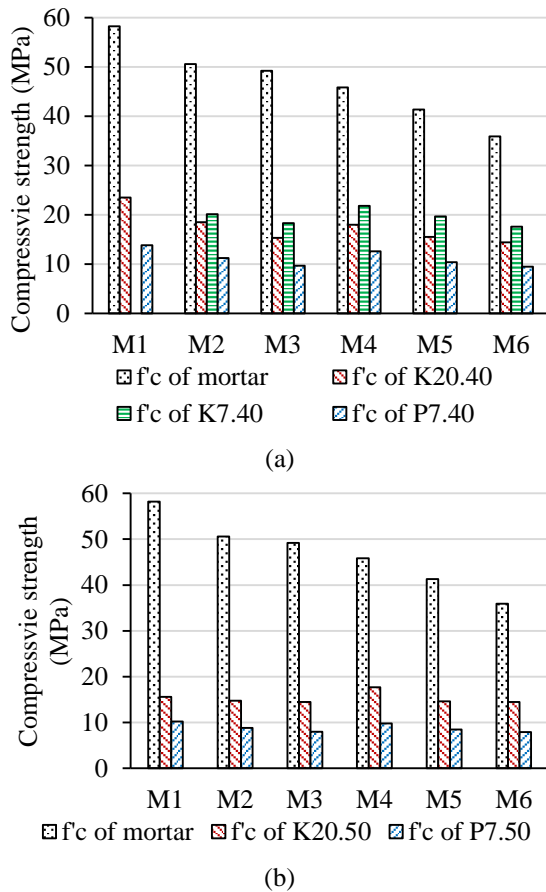 Compressvie strength (MPa)
60
50
40
30
20
10
0
M1 M2 M3 M4 M5 M6
f'c of mortar f'c of K20.40
f'c of K7.40 f'c of P7.40
(a)
Compressvie strength
(MPa)
60
50
40
30
20
10
0
M1 M2 M3 M4 M5 M6
f'c of mortar f'c of K20.50 f'c of P7.50
(b)